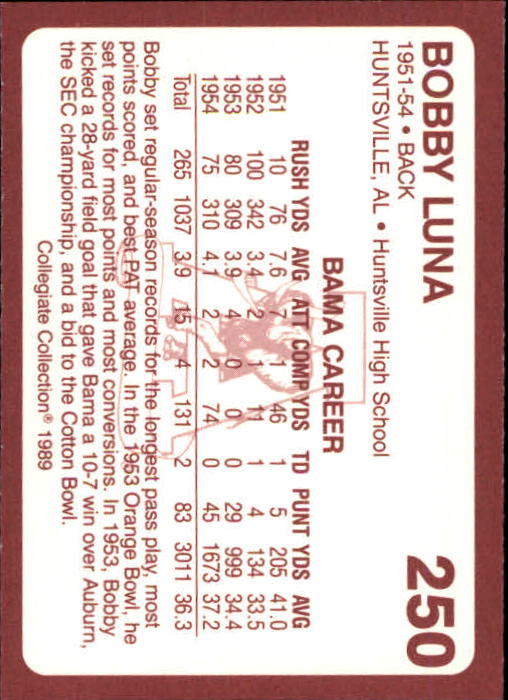 BOBBY LUNA 250
1951-54 • BACK
HUNTSVILLE, AL • Huntsville High School
BAMA CAREER
RUSH YDS AVG ATT COMP YDS TD PUNT YDS AVG
1951 10 76 7.6 7 1 46 1 5 205 41.0
1952 100 342 3.4 2 1 11 1 4 134 33.5
1953 80 309 3.9 4 0 0 0 29 999 34.4
1954 75 310 4.1 2 2 74 0 45 1673 37.2
Total 265 1037 3.9 15 4 131 2 83 3011 36.3
Bobby set regular-season records for the longest pass play, most
points scored, and best PAT average. In the 1953 Orange Bowl, he
set records for most points and most conversions. In 1953, Bobby
kicked a 28-yard field goal that gave Bama a 10-7 win over Auburn,
the SEC championship, and a bid to the Cotton Bowl.
Collegiate Collection® 1989